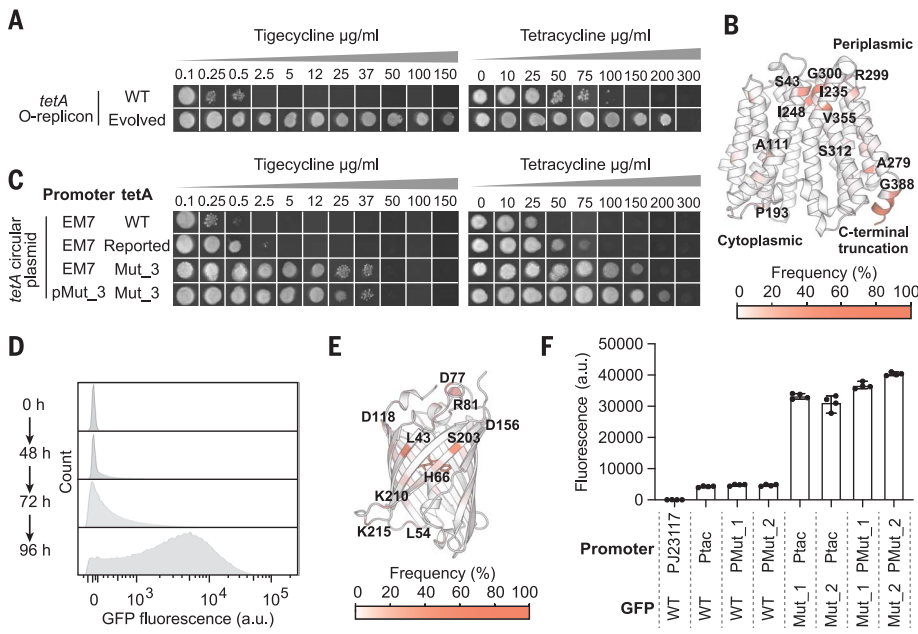 A
Tigecycline µg/ml
Tetracycline µg/ml
0.1 0.25 0.5 2.5 5 12 25 37 50 100 150
0 10 25 50 75 100 150 200 300
tetA
O-replicon
WT
Evolved
B
Periplasmic
G300
R299
S43
I235
I248
V355
A111
S312
A279
G388
P193
Cytoplasmic
C-terminal
truncation
Frequency (%)
0 20 40 60 80 100
C
Tigecycline µg/ml
Tetracycline µg/ml
Promoter tetA
0.1 0.25 0.5 2.5 5 12 25 37 50 100 150
0 10 25 50 75 100 150 200 300
tetA circular
plasmid
EM7 WT
EM7 Reported
EM7 Mut_3
pMut_3 Mut_3
D
0 h
48 h
72 h
96 h
Count
0 10³ 10⁴ 10⁵
GFP fluorescence (a.u.)
E
D77
R81
D118
D156
L43 S203
H66
K210
K215
L54
Frequency (%)
0 20 40 60 80 100
F
Fluorescence (a.u.)
50000
40000
30000
20000
10000
0
Promoter
PJ23117 Ptac PMut_1 PMut_2 Ptac Ptac PMut_1 PMut_2
GFP
WT WT WT WT Mut_1 Mut_2 Mut_1 Mut_2